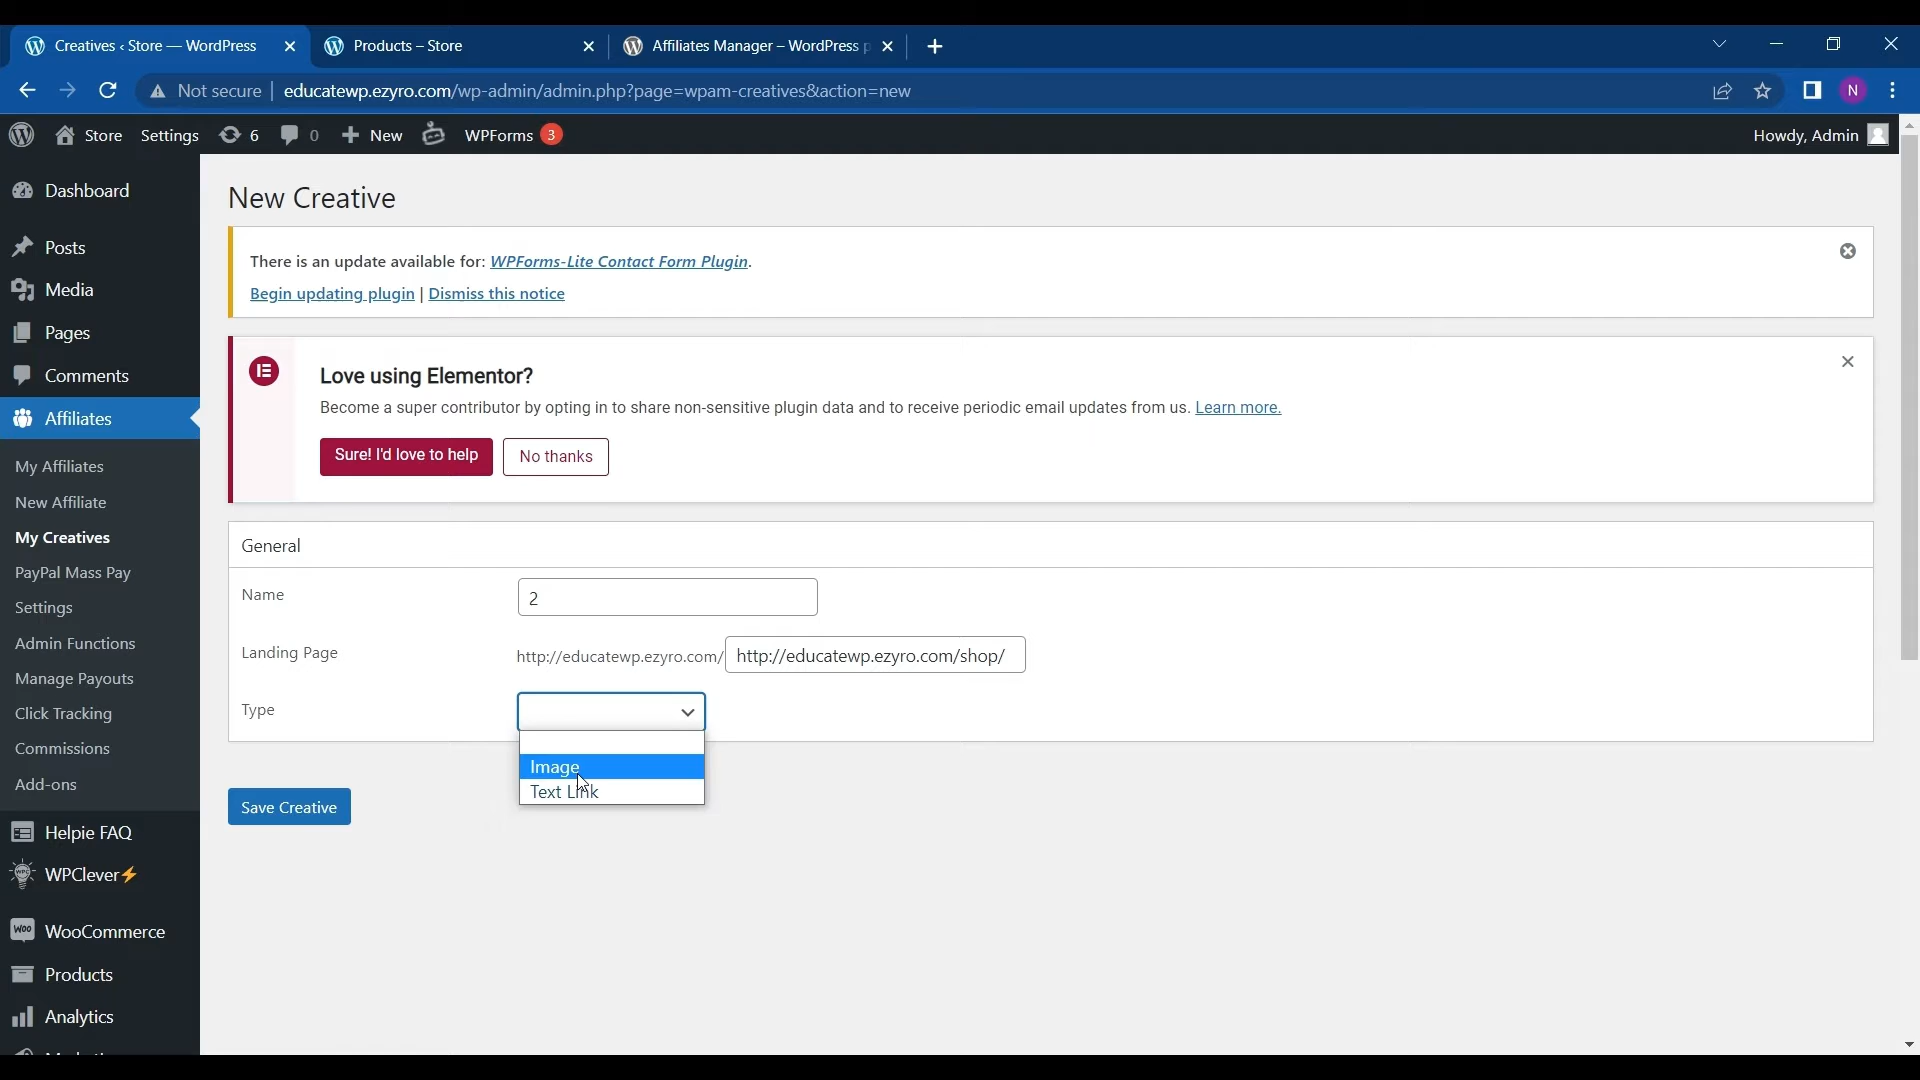 Creatives ‹ Store — WordPress
Products – Store
Affiliates Manager – WordPress
Not secure
educatewp.ezyro.com/wp-admin/admin.php?page=wpam-creatives&action=new
N
Store
Settings
6
0
New
WPForms 3
Howdy, Admin
Dashboard
Posts
Media
Pages
Comments
Affiliates
My Affiliates
New Affiliate
My Creatives
PayPal Mass Pay
Settings
Admin Functions
Manage Payouts
Click Tracking
Commissions
Add-ons
Helpie FAQ
WPClever⚡
WooCommerce
Products
Analytics
New Creative
There is an update available for: WPForms-Lite Contact Form Plugin.
Begin updating plugin | Dismiss this notice
Love using Elementor?
Become a super contributor by opting in to share non-sensitive plugin data and to receive periodic email updates from us. Learn more.
Sure! I'd love to help
No thanks
General
Name
2
Landing Page
http://educatewp.ezyro.com/ http://educatewp.ezyro.com/shop/
Type
Image
Text Link
Save Creative